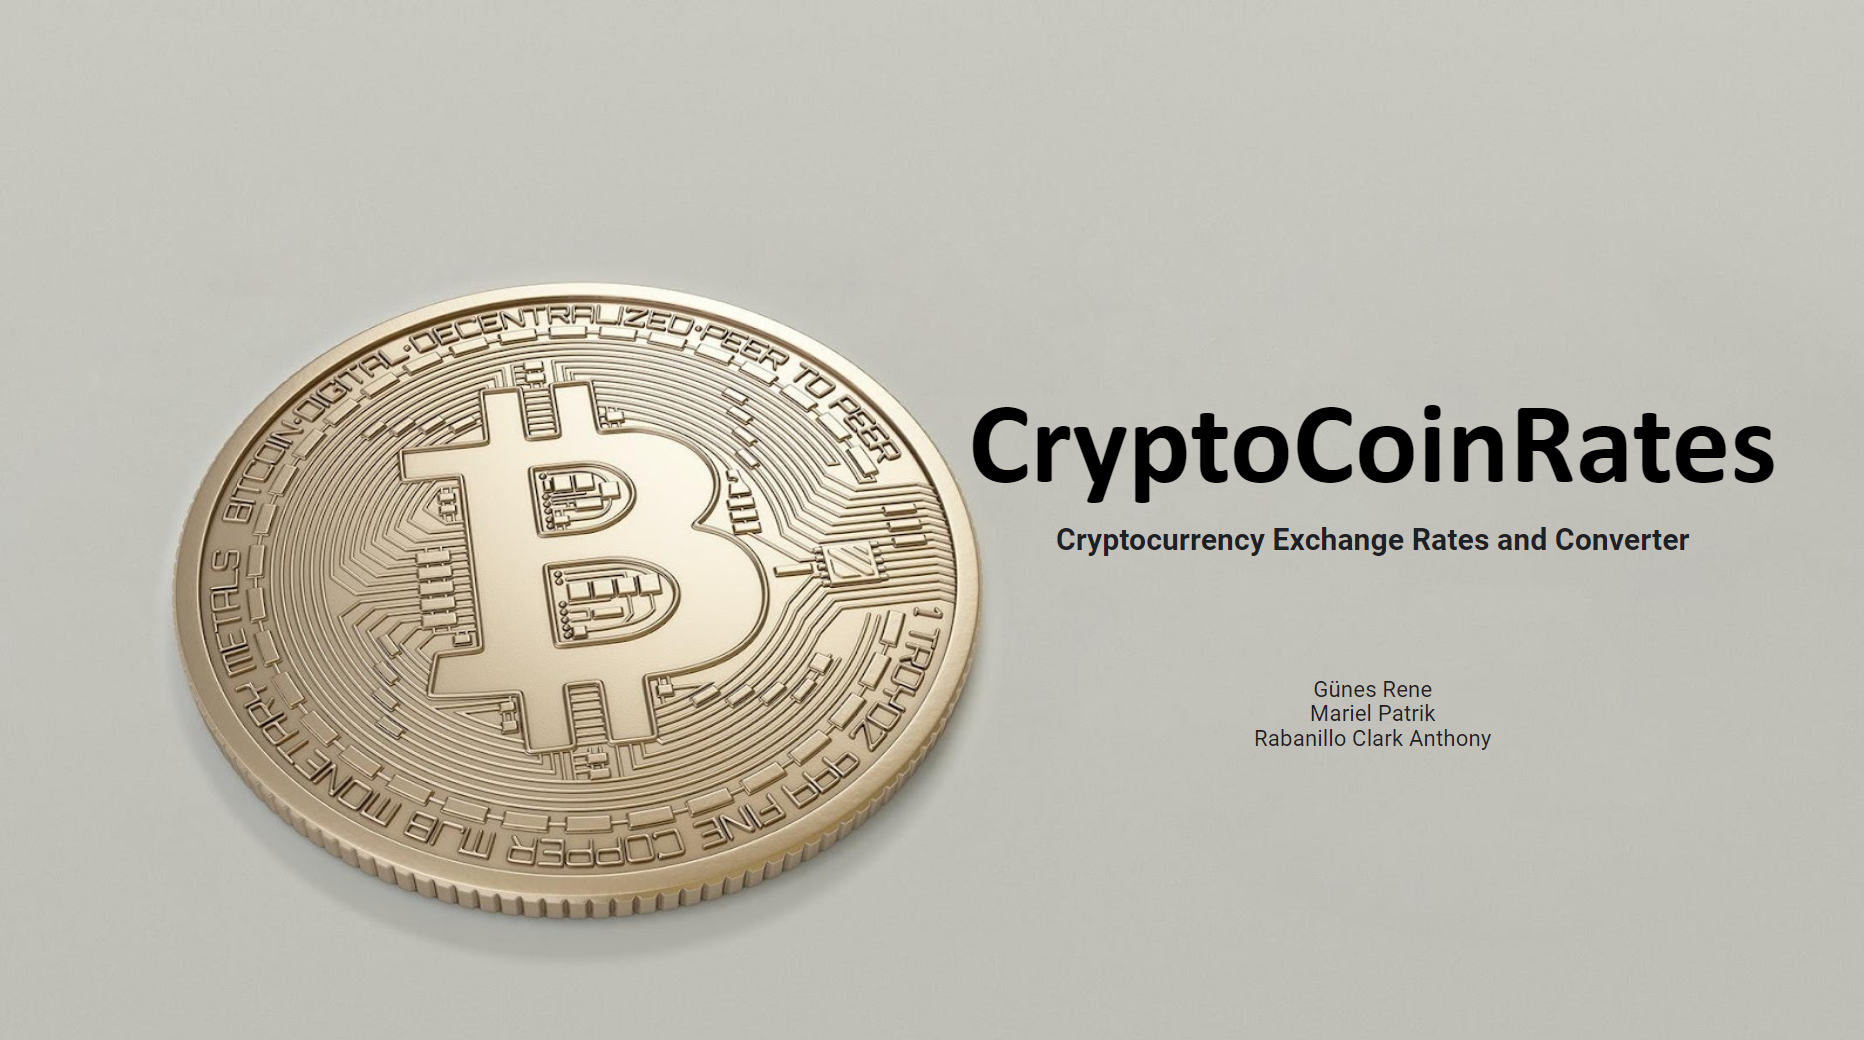 BITCOIN·DIGITAL·DECENTRALIZED·PEER TO PEER
1 TROY OZ 999 FINE COPPER MJB MONETARY METALS
CryptoCoinRates
Cryptocurrency Exchange Rates and Converter
Günes Rene
Mariel Patrik
Rabanillo Clark Anthony